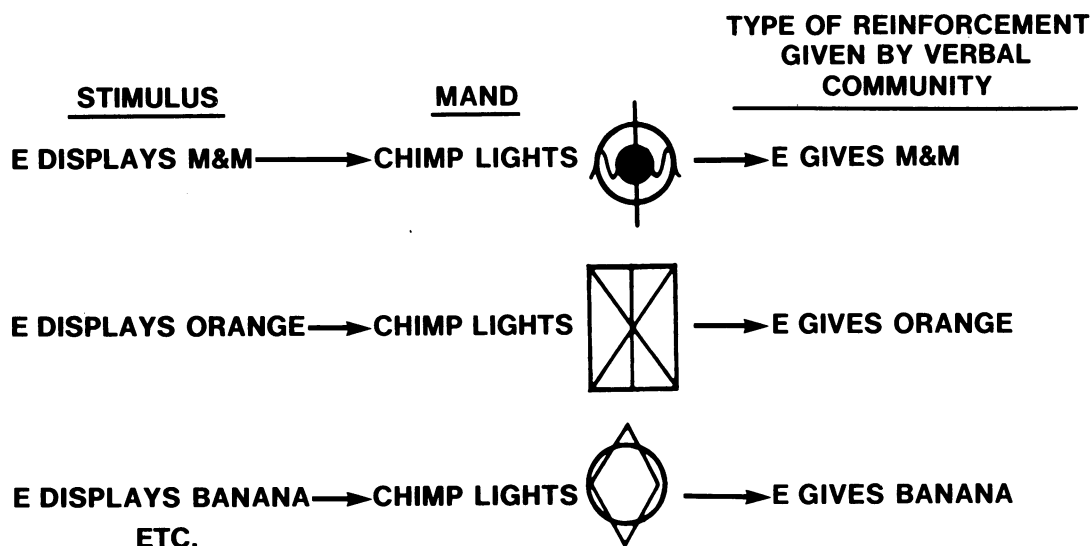 TYPE OF REINFORCEMENT
GIVEN BY VERBAL
COMMUNITY
STIMULUS
MAND
E DISPLAYS M&M CHIMP LIGHTS E GIVES M&M
E DISPLAYS ORANGE CHIMP LIGHTS E GIVES ORANGE
E DISPLAYS BANANA CHIMP LIGHTS E GIVES BANANA
ETC.